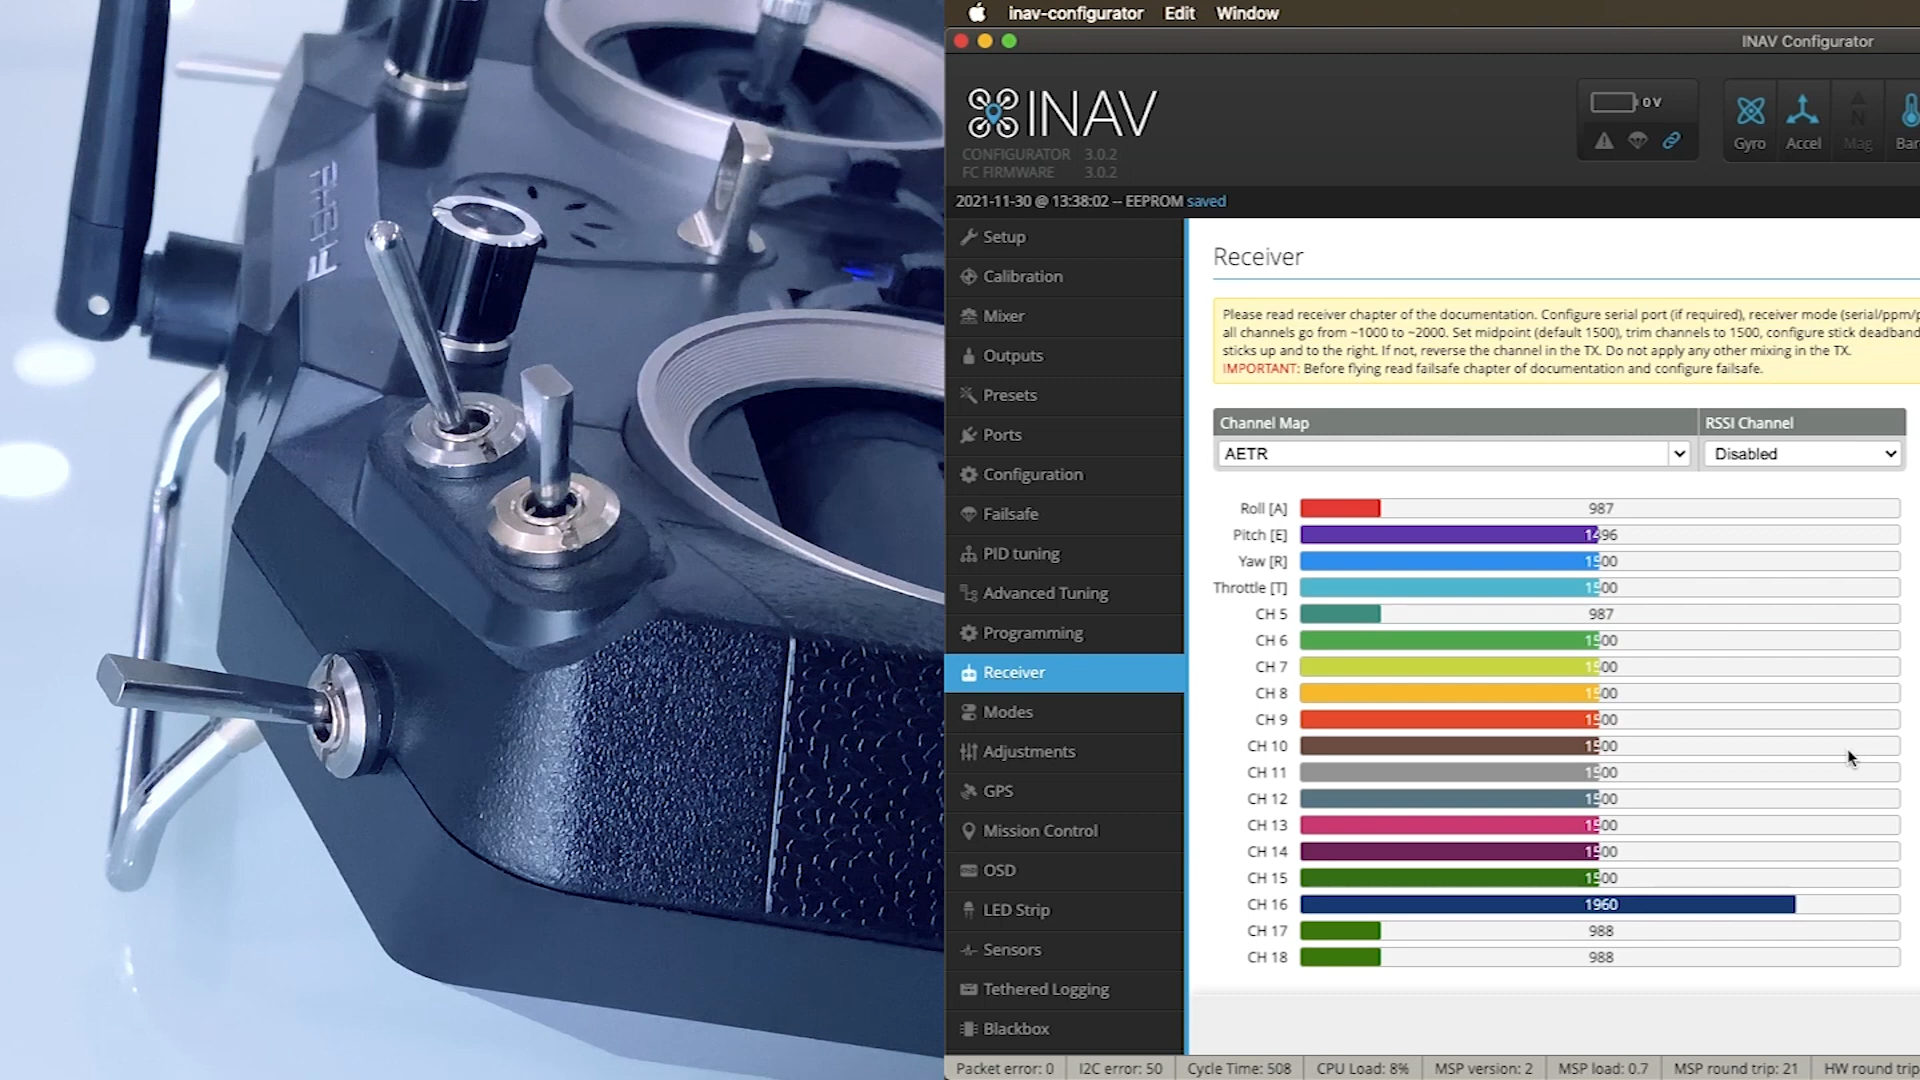 inav-configurator Edit Window
INAV Configurator
INAV
CONFIGURATOR 3.0.2
FC FIRMWARE 3.0.2
0 V
Gyro Accel Mag
2021-11-30 @ 13:38:02 -- EEPROM saved
Setup
Calibration
Mixer
Outputs
Presets
Ports
Configuration
Failsafe
PID tuning
Advanced Tuning
Programming
Receiver
Modes
Adjustments
GPS
Mission Control
OSD
LED Strip
Sensors
Tethered Logging
Blackbox
Receiver
Please read receiver chapter of the documentation. Configure serial port (if required), receiver mode (serial/ppm/
all channels go from ~1000 to ~2000. Set midpoint (default 1500), trim channels to 1500, configure stick deadband
sticks up and to the right. If not, reverse the channel in the TX. Do not apply any other mixing in the TX.
IMPORTANT: Before flying read failsafe chapter of documentation and configure failsafe.
Channel Map RSSI Channel
AETR Disabled
Roll [A] 987
Pitch [E] 1496
Yaw [R] 1500
Throttle [T] 1500
CH 5 987
CH 6 1500
CH 7 1500
CH 8 1500
CH 9 1500
CH 10 1500
CH 11 1500
CH 12 1500
CH 13 1500
CH 14 1500
CH 15 1500
CH 16 1960
CH 17 988
CH 18 988
Packet error: 0 I2C error: 50 Cycle Time: 508 CPU Load: 8% MSP version: 2 MSP load: 0.7 MSP round trip: 21 HW round trip